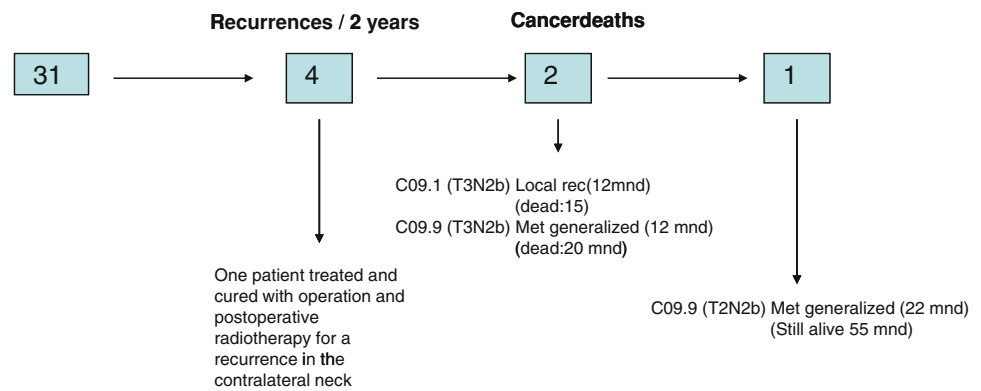 Recurrences / 2 years
Cancerdeaths
31
4
2
1
C09.1 (T3N2b) Local rec(12mnd)
(dead:15)
C09.9 (T3N2b) Met generalized (12 mnd)
(dead:20 mnd)
One patient treated and
cured with operation and
postoperative
radiotherapy for a
recurrence in the
contralateral neck
C09.9 (T2N2b) Met generalized (22 mnd)
(Still alive 55 mnd)